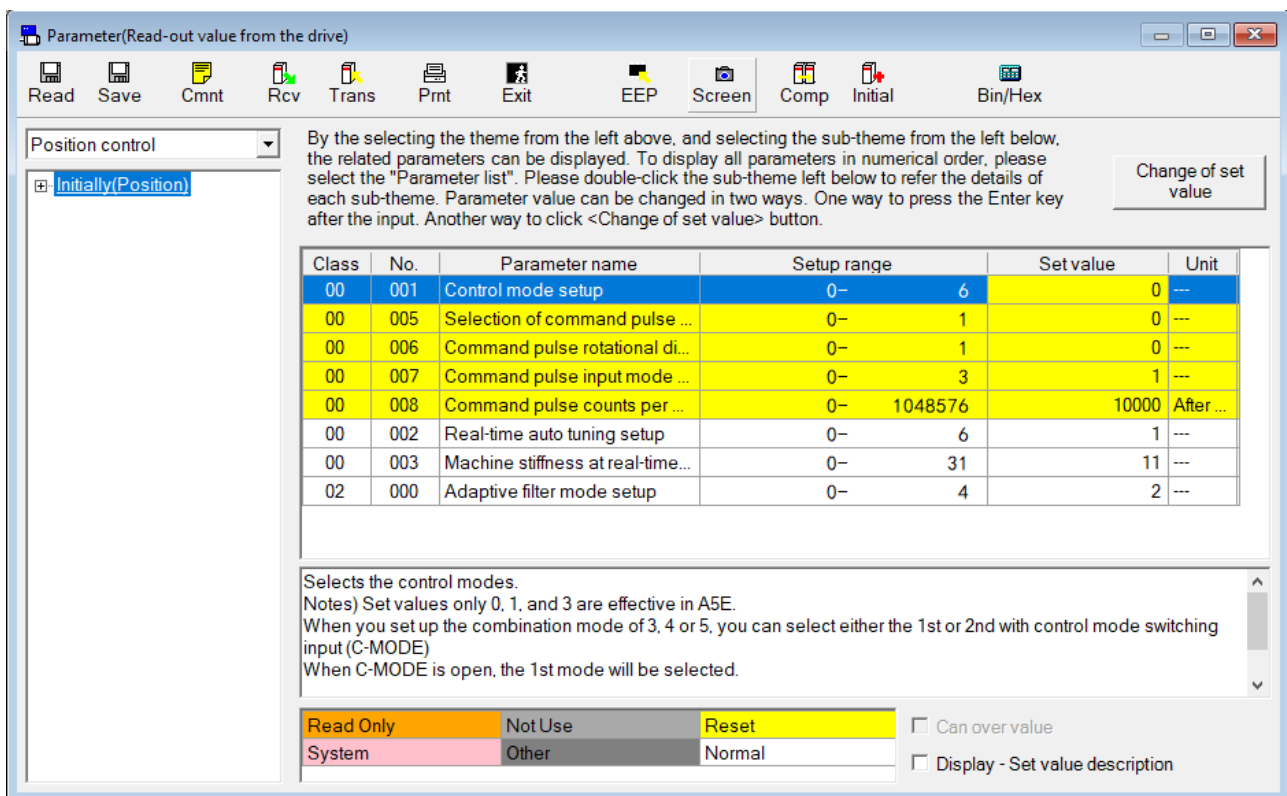 Parameter(Read-out value from the drive)
Read Save Cmnt Rcv Trans Prnt Exit EEP Screen Comp Initial Bin/Hex
Position control
Initially(Position)
By the selecting the theme from the left above, and selecting the sub-theme from the left below,
the related parameters can be displayed. To display all parameters in numerical order, please
select the "Parameter list". Please double-click the sub-theme left below to refer the details of
each sub-theme. Parameter value can be changed in two ways. One way to press the Enter key
after the input. Another way to click <Change of set value> button.
Change of set
value
Class No. Parameter name Setup range Set value Unit
00 001 Control mode setup 0– 6 0 ---
00 005 Selection of command pulse ... 0– 1 0 ---
00 006 Command pulse rotational di... 0– 1 0 ---
00 007 Command pulse input mode ... 0– 3 1 ---
00 008 Command pulse counts per ... 0– 1048576 10000 After ...
00 002 Real-time auto tuning setup 0– 6 1 ---
00 003 Machine stiffness at real-time... 0– 31 11 ---
02 000 Adaptive filter mode setup 0– 4 2 ---
Selects the control modes.
Notes) Set values only 0, 1, and 3 are effective in A5E.
When you set up the combination mode of 3, 4 or 5, you can select either the 1st or 2nd with control mode switching
input (C-MODE)
When C-MODE is open, the 1st mode will be selected.
Read Only Not Use Reset
System Other Normal
Can over value
Display - Set value description